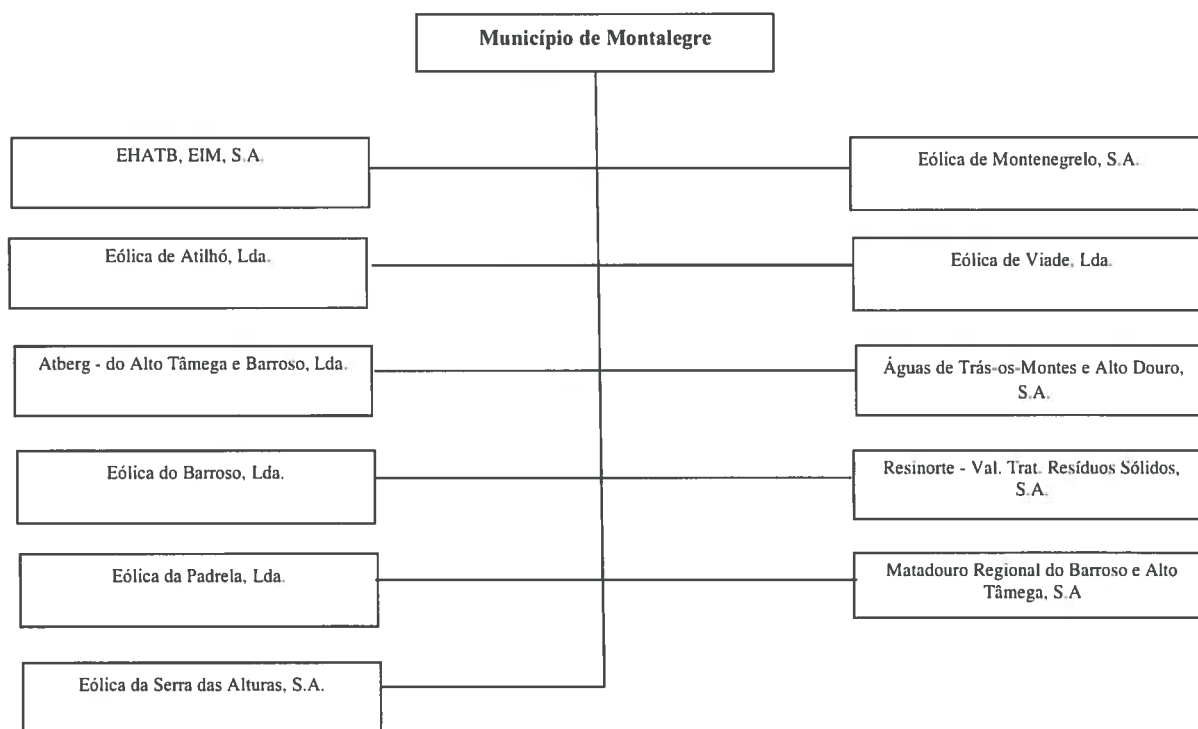 Município de Montalegre
EHATB, EIM, S.A.
Eólica de Montenegrelo, S.A.
Eólica de Atilhó, Lda.
Eólica de Viade, Lda.
Atberg - do Alto Tâmega e Barroso, Lda.
Águas de Trás-os-Montes e Alto Douro,
S.A.
Eólica do Barroso, Lda.
Resinorte - Val. Trat. Resíduos Sólidos,
S.A.
Eólica da Padrela, Lda.
Matadouro Regional do Barroso e Alto
Tâmega, S.A
Eólica da Serra das Alturas, S.A.